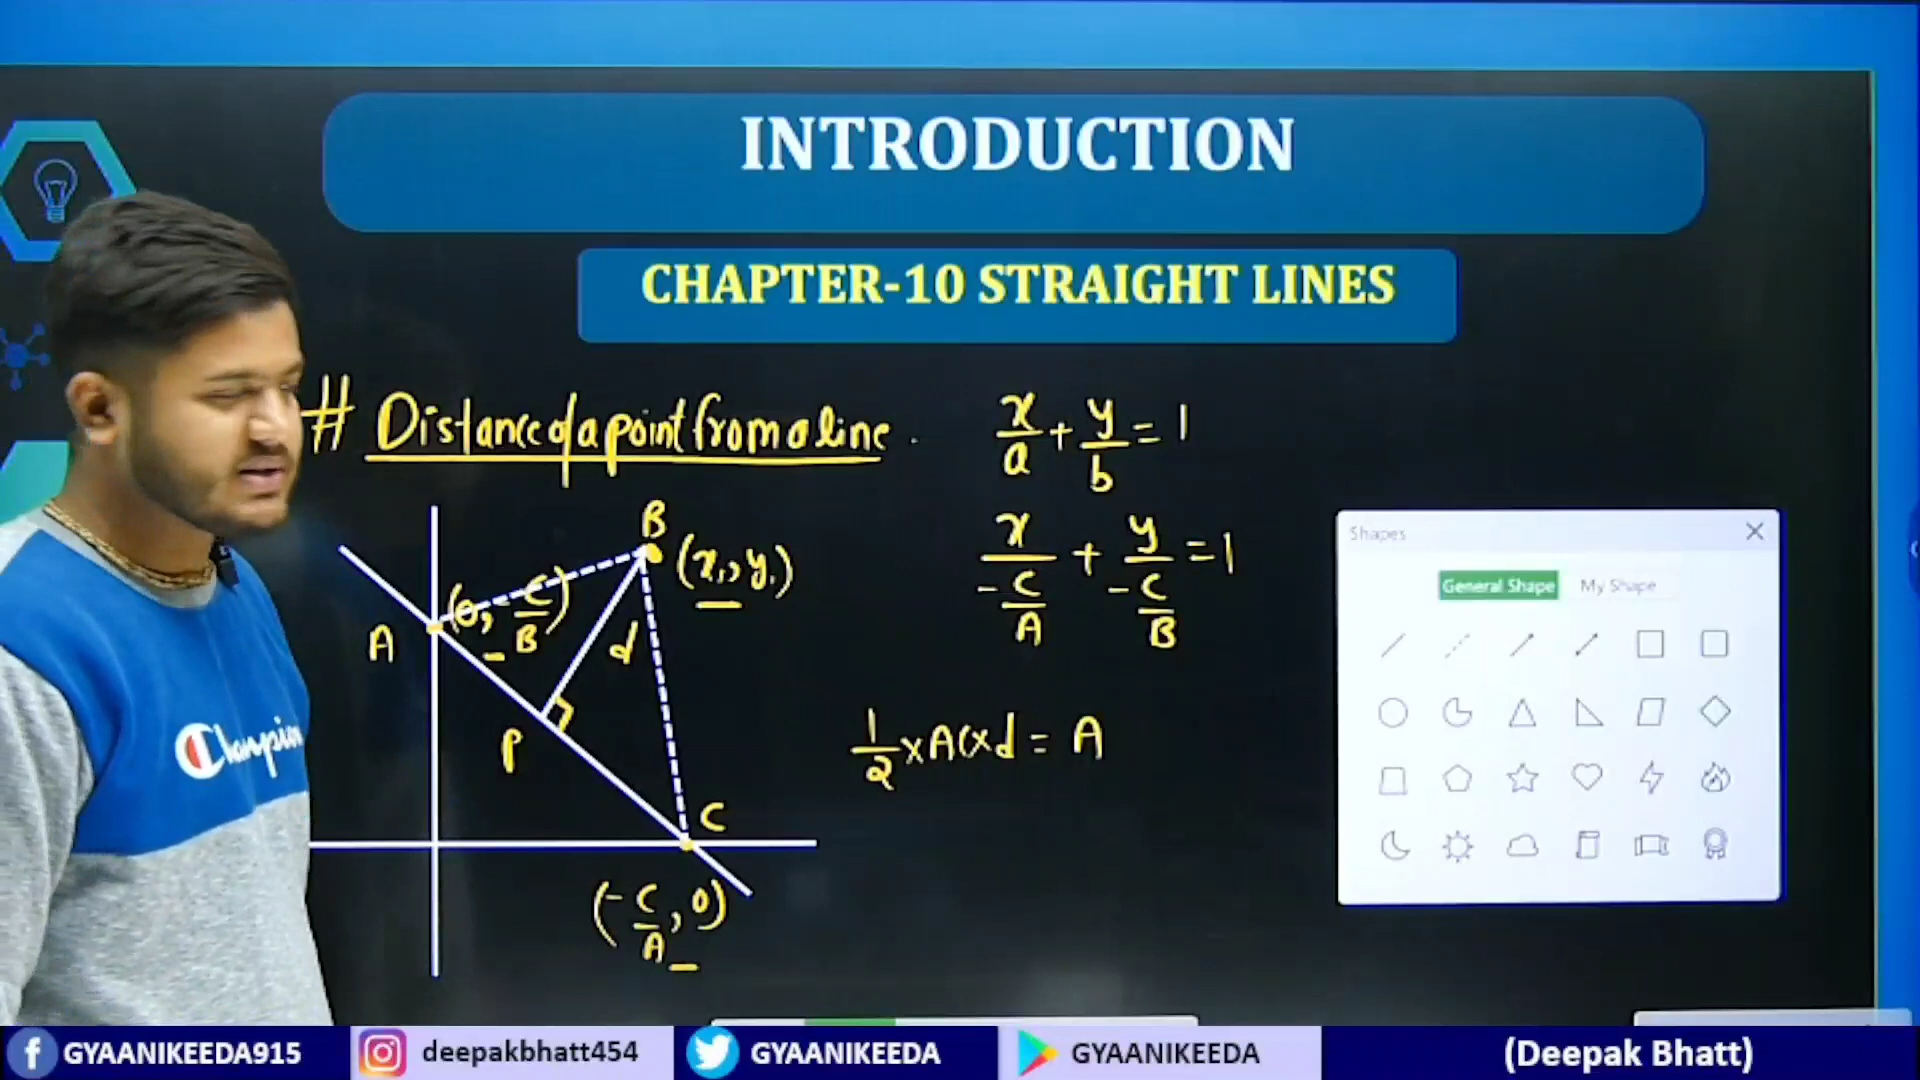 INTRODUCTION
CHAPTER-10 STRAIGHT LINES
# Distance of a point from a line.
x/a + y/b = 1
x/(-C/A) + y/(-C/B) = 1
B
(x₁, y₁)
(0, -C/B)
A
d
P
1/2 × AC × d = A
C
(-C/A, 0)
Shapes
General Shape My Shape
Champion
GYAANIKEEDA915 deepakbhatt454 GYAANIKEEDA GYAANIKEEDA (Deepak Bhatt)